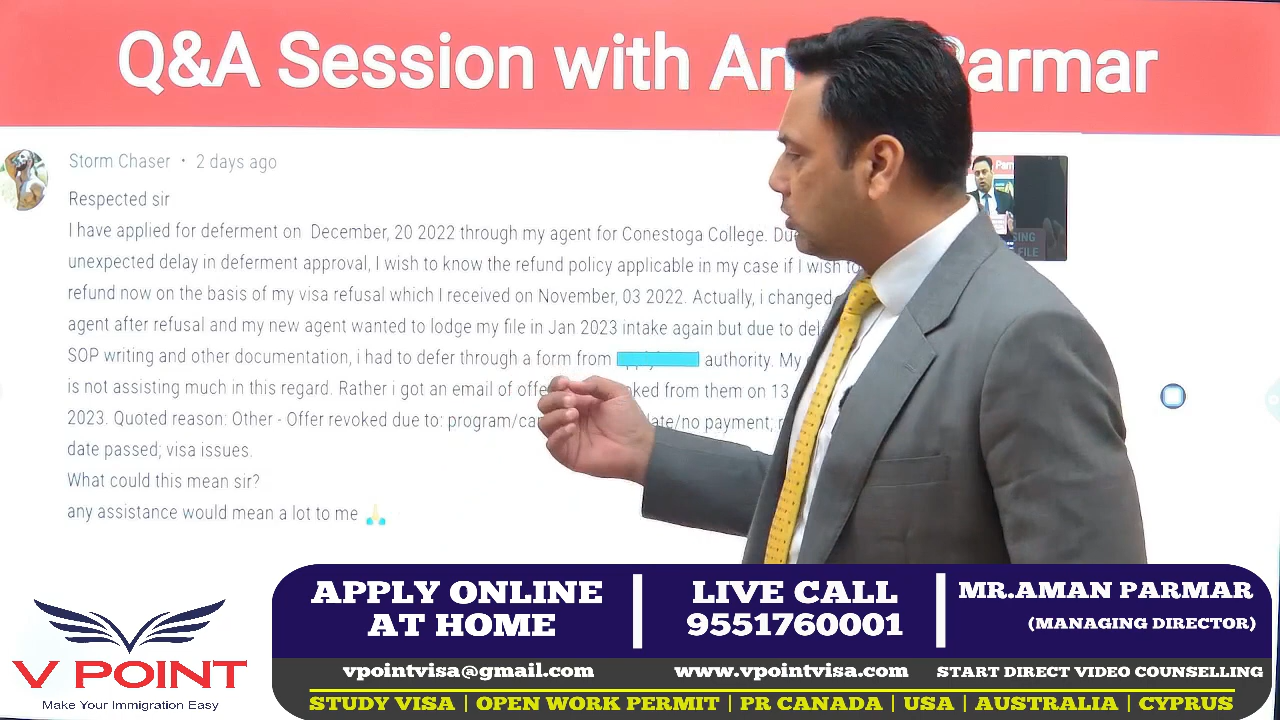 Q&A Session with An Parmar
Storm Chaser • 2 days ago
Respected sir
I have applied for deferment on December, 20 2022 through my agent for Conestoga College. Due
unexpected delay in deferment approval, I wish to know the refund policy applicable in my case if I wish to
refund now on the basis of my visa refusal which I received on November, 03 2022. Actually, i changed
agent after refusal and my new agent wanted to lodge my file in Jan 2023 intake again but due to
SOP writing and other documentation, i had to defer through a form from authority. My
is not assisting much in this regard. Rather i got an email of from them on 13
2023. Quoted reason: Other - Offer revoked due to: payment;
date passed; visa issues.
What could this mean sir?
any assistance would mean a lot to me 🙏
V POINT
Make Your Immigration Easy
APPLY ONLINE
AT HOME
LIVE CALL
9551760001
MR.AMAN PARMAR
(MANAGING DIRECTOR)
vpointvisa@gmail.com
www.vpointvisa.com
START DIRECT VIDEO COUNSELLING
STUDY VISA | OPEN WORK PERMIT | PR CANADA | USA | AUSTRALIA | CYPRUS